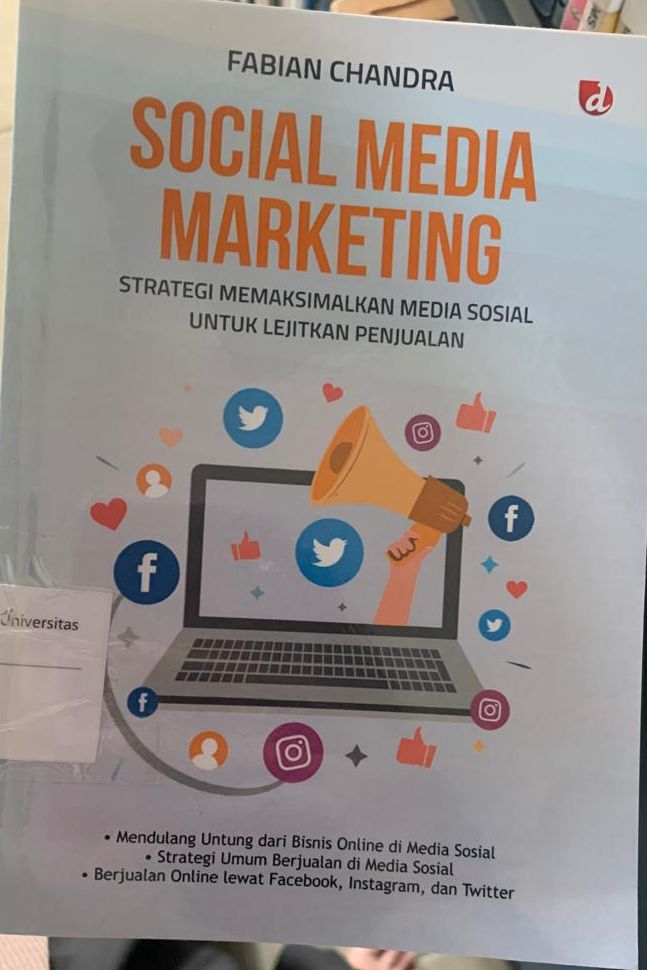 FABIAN CHANDRA
d
SOCIAL MEDIA
MARKETING
STRATEGI MEMAKSIMALKAN MEDIA SOSIAL
UNTUK LEJITKAN PENJUALAN
Universitas
• Mendulang Untung dari Bisnis Online di Media Sosial
• Strategi Umum Berjualan di Media Sosial
• Berjualan Online lewat Facebook, Instagram, dan Twitter